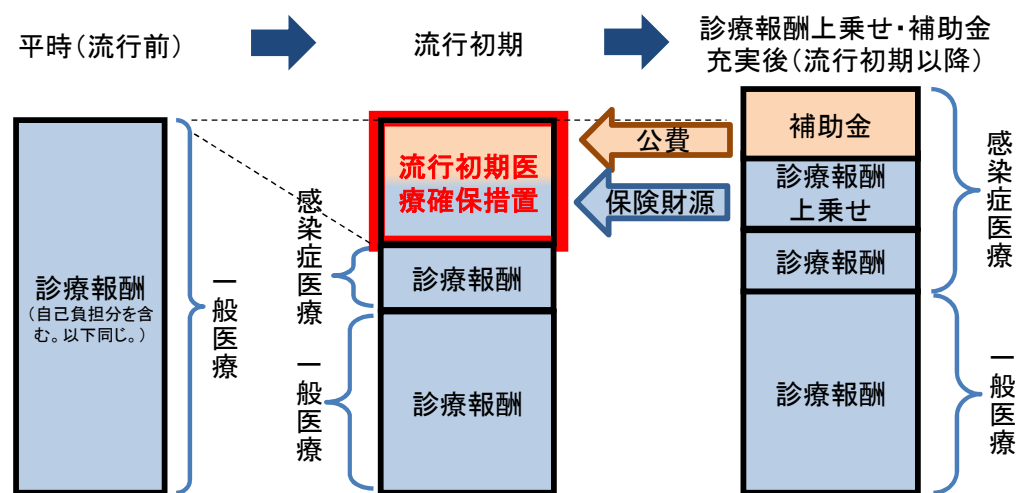 平時(流行前)
流行初期
診療報酬上乗せ・補助金
充実後(流行初期以降)
診療報酬
(自己負担分を含
む。以下同じ。)
一般医療
感染症医療
一般医療
流行初期医
療確保措置
診療報酬
診療報酬
公費
保険財源
補助金
診療報酬
上乗せ
診療報酬
診療報酬
感染症医療
一般医療